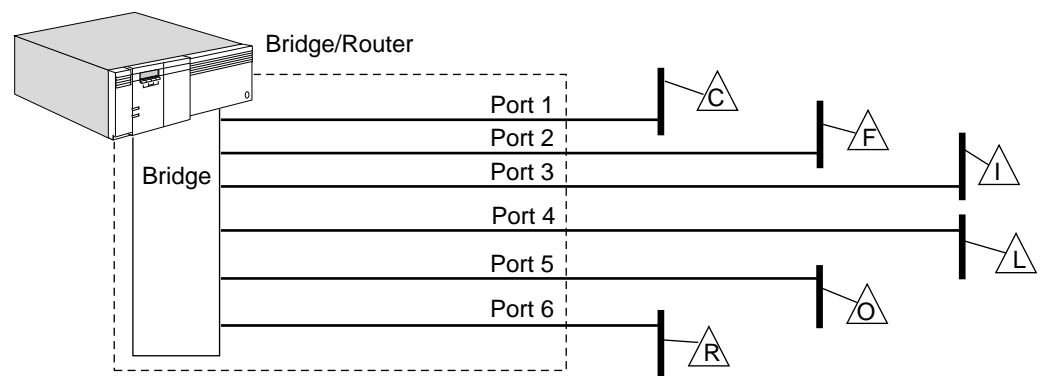 Bridge/Router
Port 1
C
Port 2
F
Bridge
Port 3
I
Port 4
L
Port 5
O
Port 6
R